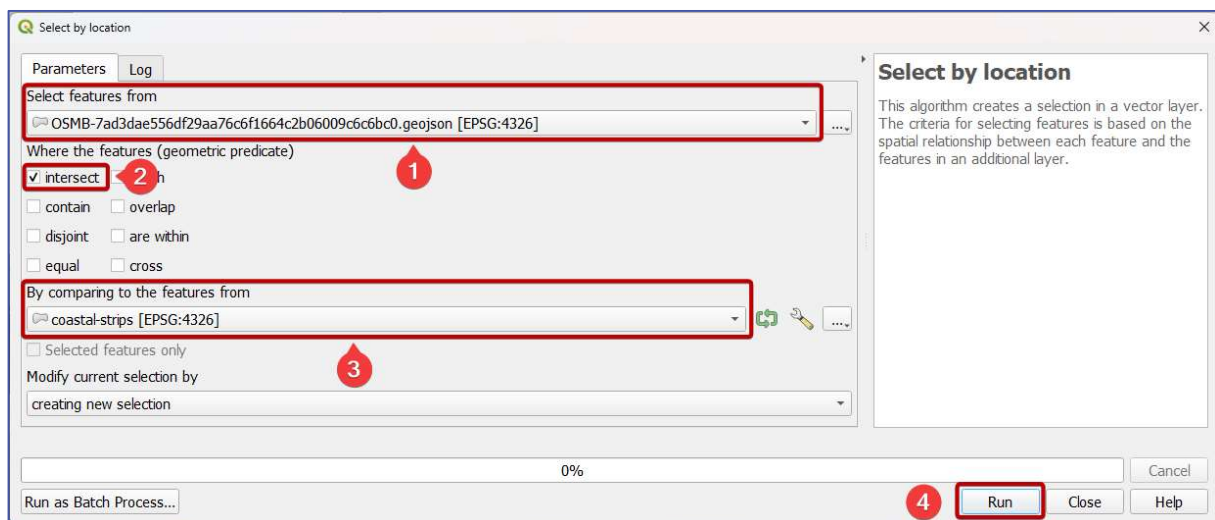 Select by location
Parameters Log
Select features from
OSMB-7ad3dae556df29aa76c6f1664c2b06009c6c6bc0.geojson [EPSG:4326]
...
1
Where the features (geometric predicate)
intersect 2
contain overlap
disjoint are within
equal cross
By comparing to the features from
coastal-strips [EPSG:4326]
...
Selected features only
3
Modify current selection by
creating new selection
Select by location
This algorithm creates a selection in a vector layer.
The criteria for selecting features is based on the
spatial relationship between each feature and the
features in an additional layer.
0% Cancel
Run as Batch Process... 4 Run Close Help